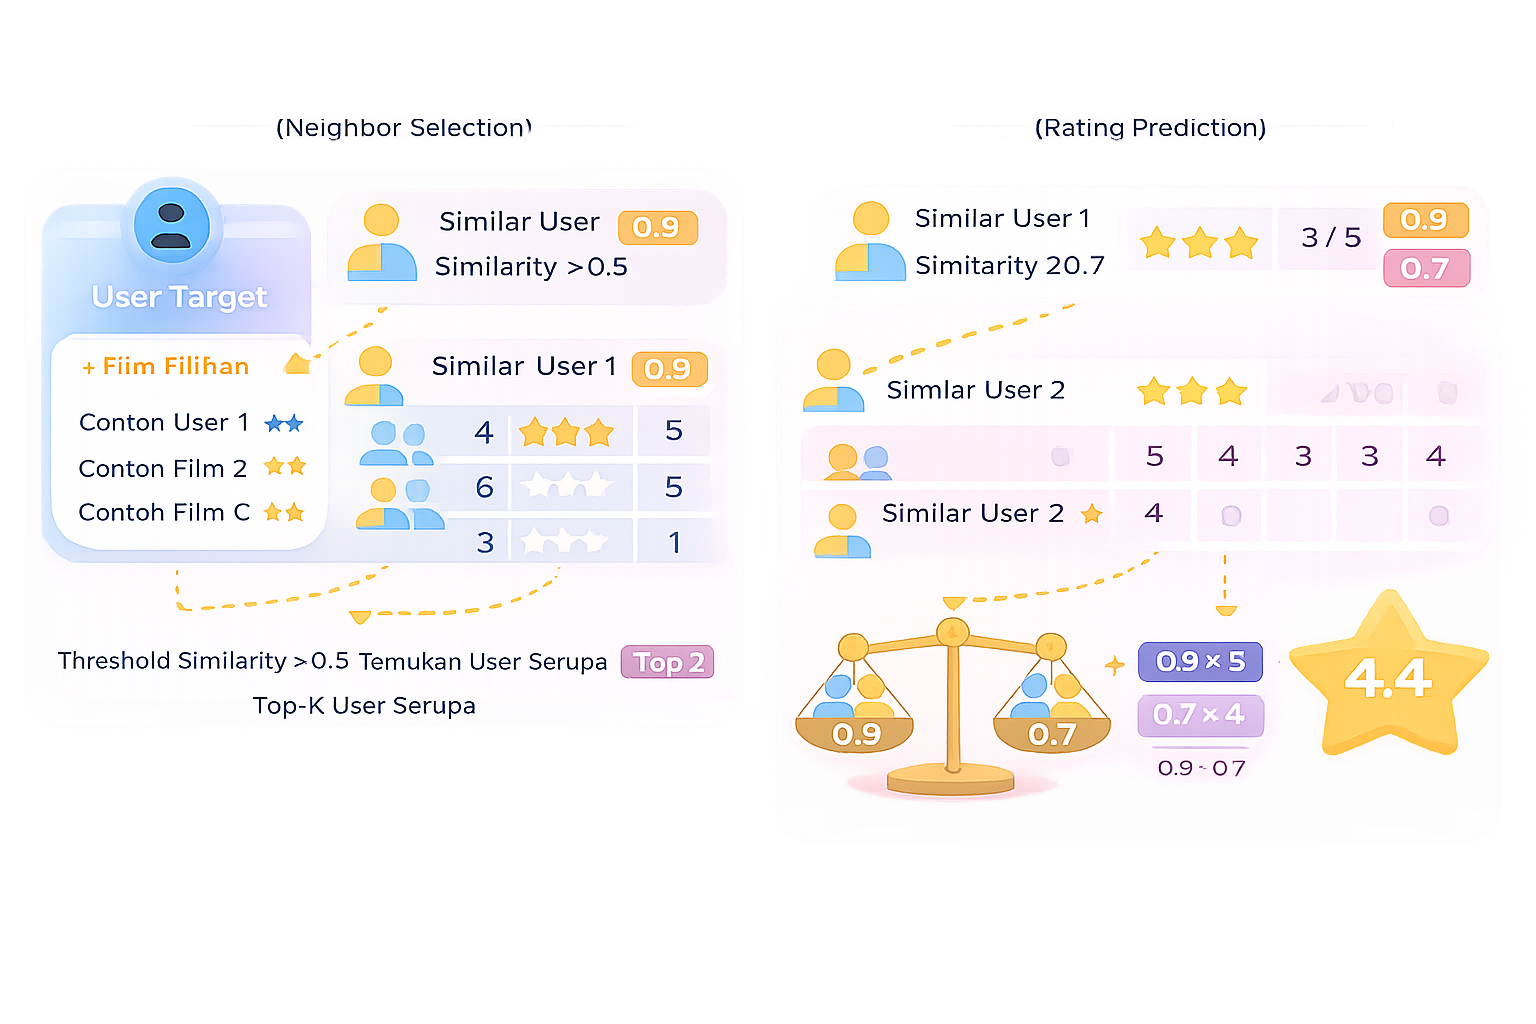 (Neighbor Selection)
User Target
+ Fiim Filihan
Conton User 1
Conton Film 2
Contoh Film C
Similar User 0.9
Similarity >0.5
Similar User 1 0.9
4 5
6 5
3 1
Threshold Similarity >0.5 Temukan User Serupa Top 2
Top-K User Serupa
(Rating Prediction)
Similar User 1 3 / 5 0.9
Simitarity 20.7 0.7
Simlar User 2
5 4 3 3 4
Similar User 2 4
0.9 0.7
0.9 × 5
0.7 × 4
0.9 - 07
4.4